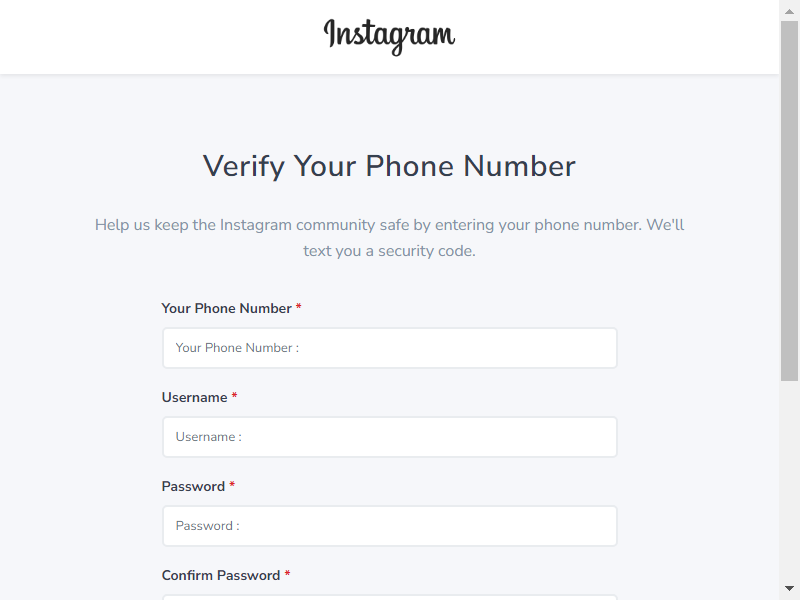 Instagram
Verify Your Phone Number
Help us keep the Instagram community safe by entering your phone number. We'll
text you a security code.
Your Phone Number *
Your Phone Number :
Username *
Username :
Password *
Password :
Confirm Password *